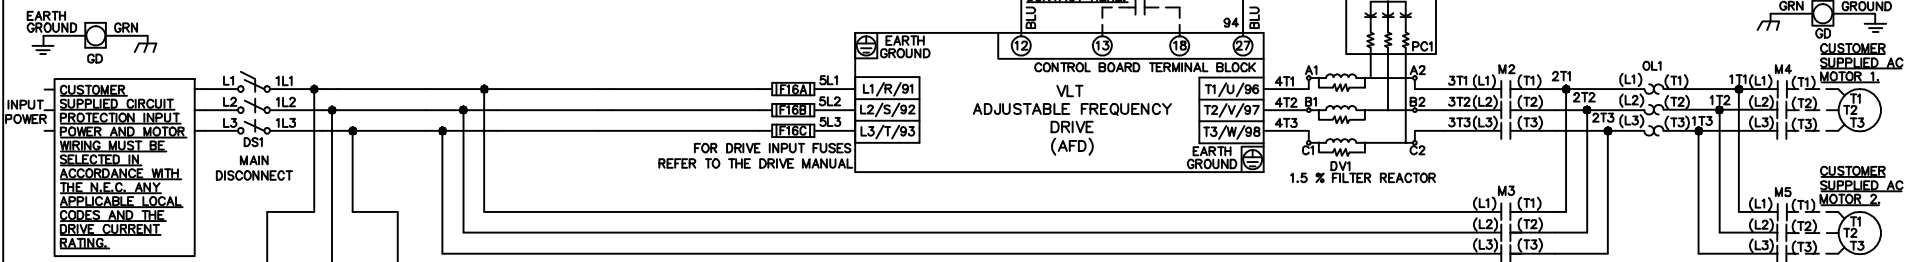 EARTH
GROUND
GRN
GD
INPUT
POWER
CUSTOMER
SUPPLIED CIRCUIT
PROTECTION INPUT
POWER AND MOTOR
WIRING MUST BE
SELECTED IN
ACCORDANCE WITH
THE N.E.C. ANY
APPLICABLE LOCAL
CODES AND THE
DRIVE CURRENT
RATING.
L1
L2
L3
1L1
1L2
1L3
DS1
MAIN
DISCONNECT
F16A
F16B
F16C
5L1
5L2
5L3
FOR DRIVE INPUT FUSES
REFER TO THE DRIVE MANUAL
BLU
94
BLU
EARTH
GROUND
12
13
18
27
CONTROL BOARD TERMINAL BLOCK
L1/R/91
L2/S/92
L3/T/93
VLT
ADJUSTABLE FREQUENCY
DRIVE
(AFD)
T1/U/96
T2/V/97
T3/W/98
EARTH
GROUND
4T1
4T2
4T3
A1
B1
C1
A2
B2
C2
PC1
DV1
1.5 % FILTER REACTOR
3T1 (L1)
3T2(L2)
3T3(L3)
M2
(T1)
(T2)
(T3)
2T1
2T2
2T3
OL1
(L1)
(L2)
(L3)
(T1)
(T2)
(T3)
1T1
1T2
1T3
M4
(L1)
(L2)
(L3)
(T1)
(T2)
(T3)
T1
T2
T3
GRN
GROUND
GD
CUSTOMER
SUPPLIED AC
MOTOR 1.
M3
(L1)
(L2)
(L3)
(T1)
(T2)
(T3)
M5
(L1)
(L2)
(L3)
(T1)
(T2)
(T3)
T1
T2
T3
CUSTOMER
SUPPLIED AC
MOTOR 2.